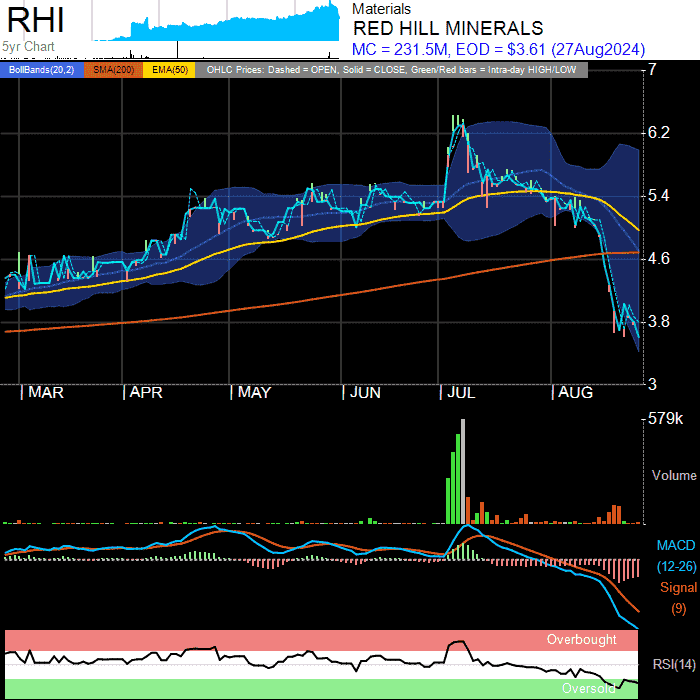 RHI
5yr Chart
Materials
RED HILL MINERALS
MC = 231.5M, EOD = $3.61 (27Aug2024)
BollBands(20,2) SMA(200) EMA(50) OHLC Prices: Dashed = OPEN, Solid = CLOSE, Green/Red bars = Intra-day HIGH/LOW
7
6.2
5.4
4.6
3.8
3
MAR APR MAY JUN JUL AUG
579k
Volume
MACD
(12-26)
Signal
(9)
Overbought
RSI(14)
Oversold